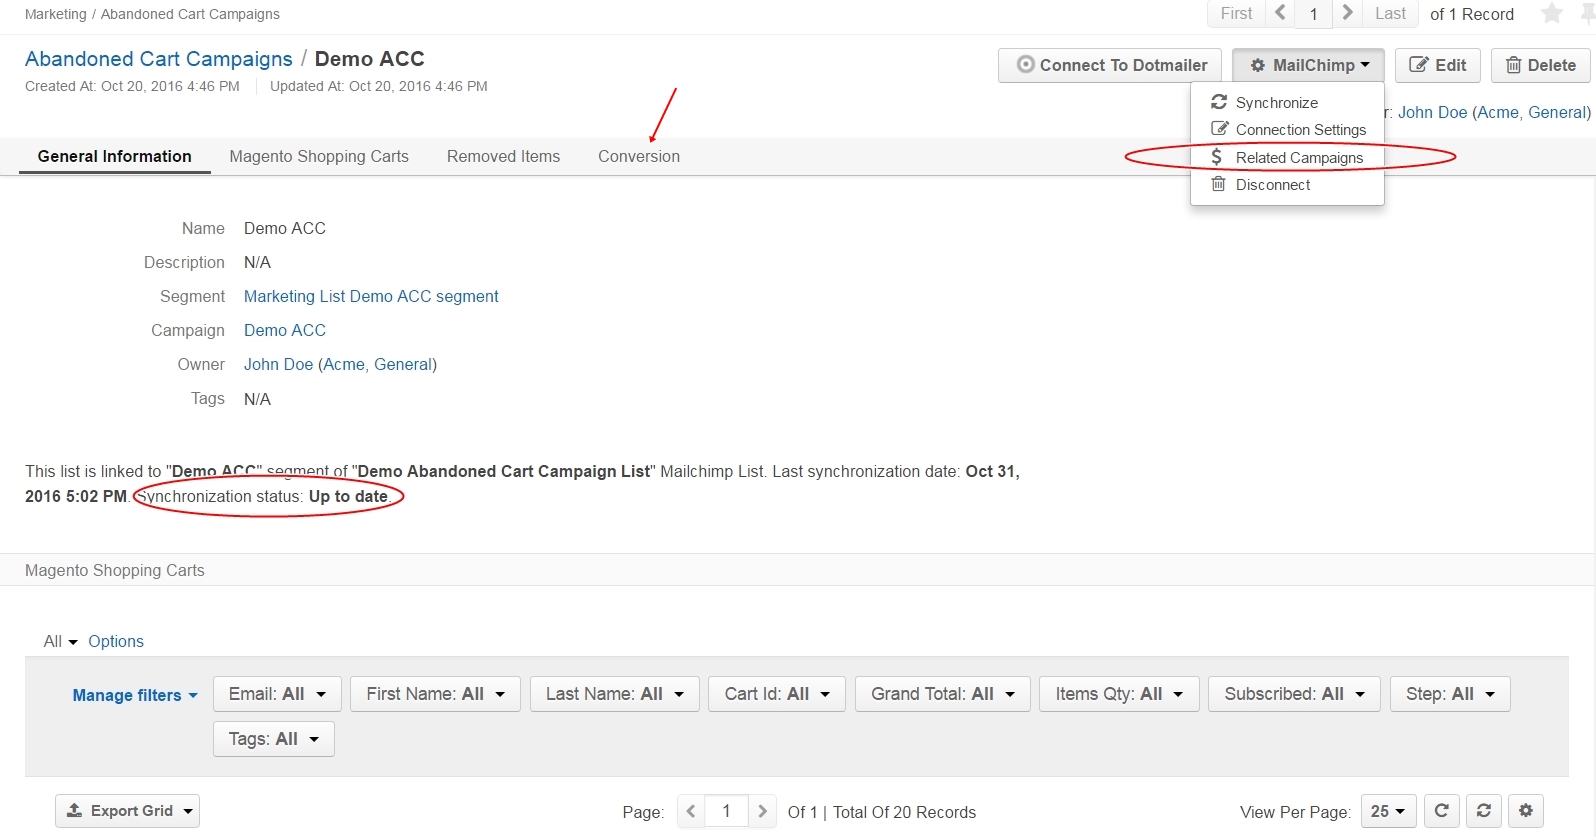 Marketing / Abandoned Cart Campaigns
First 1 Last of 1 Record
Abandoned Cart Campaigns / Demo ACC
Connect To Dotmailer MailChimp Edit Delete
Created At: Oct 20, 2016 4:46 PM Updated At: Oct 20, 2016 4:46 PM
Synchronize
r: John Doe (Acme, General)
Connection Settings
Related Campaigns
Disconnect
General Information Magento Shopping Carts Removed Items Conversion
Name Demo ACC
Description N/A
Segment Marketing List Demo ACC segment
Campaign Demo ACC
Owner John Doe (Acme, General)
Tags N/A
This list is linked to "Demo ACC" segment of "Demo Abandoned Cart Campaign List" Mailchimp List. Last synchronization date: Oct 31,
2016 5:02 PM. Synchronization status: Up to date.
Magento Shopping Carts
All Options
Manage filters Email: All First Name: All Last Name: All Cart Id: All Grand Total: All Items Qty: All Subscribed: All Step: All
Tags: All
Export Grid Page: 1 Of 1 | Total Of 20 Records View Per Page: 25